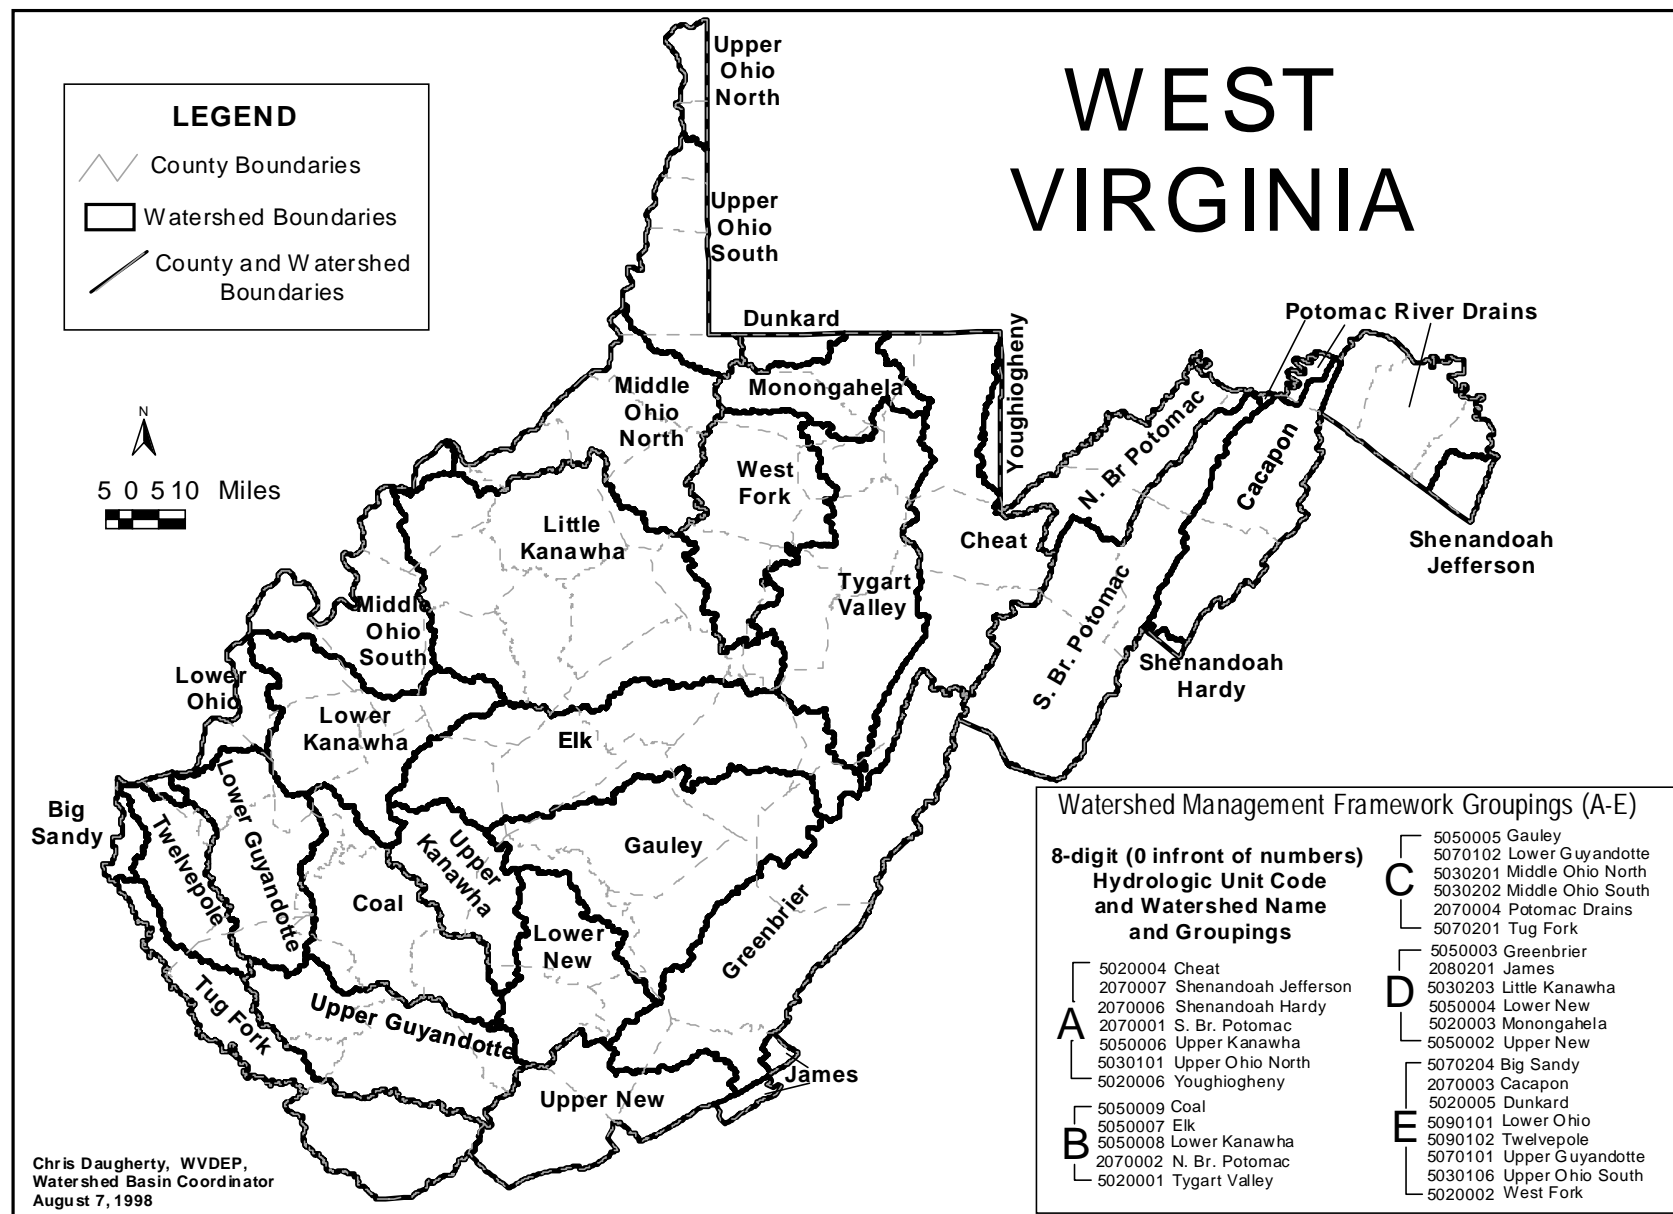 WEST
VIRGINIA
LEGEND
County Boundaries
Watershed Boundaries
County and Watershed
Boundaries
N
5 0 5 10 Miles
Upper
Ohio
North
Upper
Ohio
South
Dunkard
Youghiogheny
Potomac River Drains
Monongahela
Middle
Ohio
North
West
Fork
N. Br Potomac
Cacapon
Little
Kanawha
Cheat
Shenandoah
Jefferson
Tygart
Valley
Middle
Ohio
South
S. Br. Potomac
Shenandoah
Hardy
Lower
Ohio
Lower
Kanawha
Elk
Big
Sandy
Twelvepole
Lower Guyandotte
Upper
Kanawha
Gauley
Coal
Greenbrier
Lower
New
Tug Fork
Upper Guyandotte
James
Upper New
Watershed Management Framework Groupings (A-E)
8-digit (0 infront of numbers)
Hydrologic Unit Code
and Watershed Name
and Groupings
A
5020004 Cheat
2070007 Shenandoah Jefferson
2070006 Shenandoah Hardy
2070001 S. Br. Potomac
5050006 Upper Kanawha
5030101 Upper Ohio North
5020006 Youghiogheny
B
5050009 Coal
5050007 Elk
5050008 Lower Kanawha
2070002 N. Br. Potomac
5020001 Tygart Valley
C
5050005 Gauley
5070102 Lower Guyandotte
5030201 Middle Ohio North
5030202 Middle Ohio South
2070004 Potomac Drains
5070201 Tug Fork
D
5050003 Greenbrier
2080201 James
5030203 Little Kanawha
5050004 Lower New
5020003 Monongahela
5050002 Upper New
E
5070204 Big Sandy
2070003 Cacapon
5020005 Dunkard
5090101 Lower Ohio
5090102 Twelvepole
5070101 Upper Guyandotte
5030106 Upper Ohio South
5020002 West Fork
Chris Daugherty, WVDEP,
Watershed Basin Coordinator
August 7, 1998